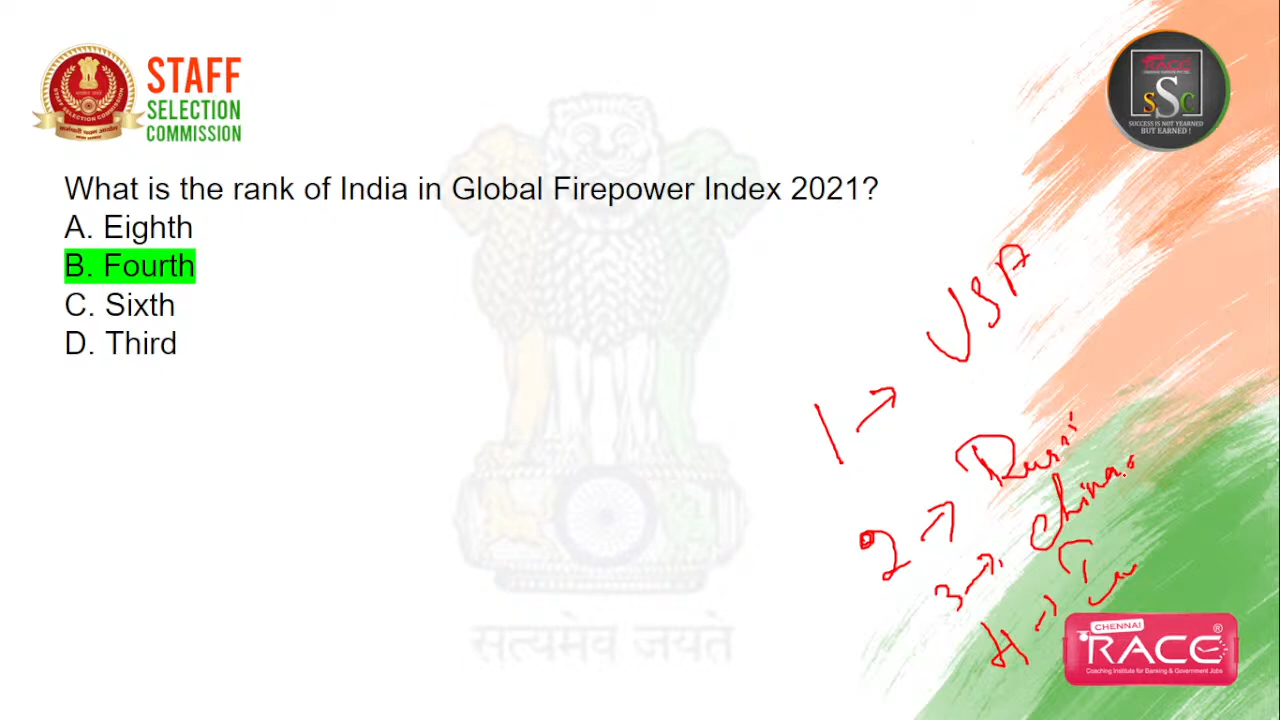 STAFF
SELECTION
COMMISSION
RACE
SSC
SUCCESS IS NOT YEARNED
BUT EARNED !
What is the rank of India in Global Firepower Index 2021?
A. Eighth
B. Fourth
C. Sixth
D. Third
1 → USA
2 →
3 → China
4 →
सत्यमेव जयते
CHENNAI
RACE®
Coaching Institute for Banking & Government Jobs